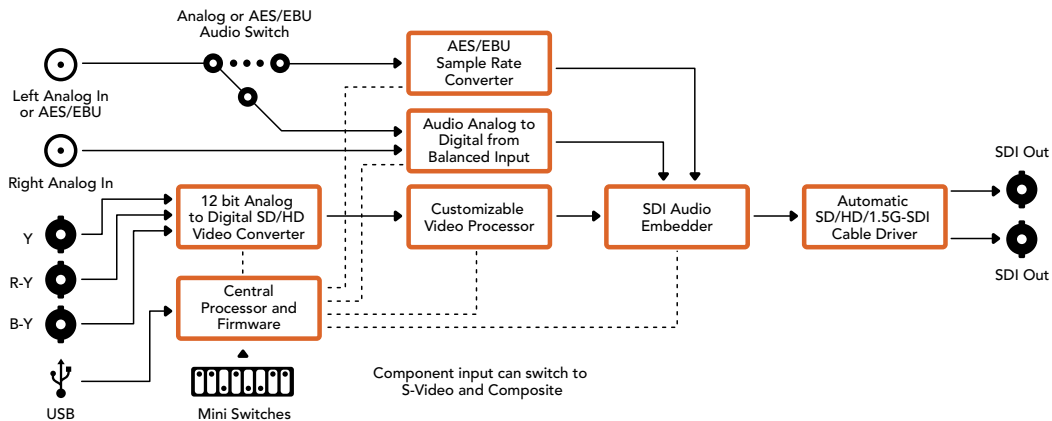 Analog or AES/EBU
Audio Switch
Left Analog In
or AES/EBU
Right Analog In
AES/EBU
Sample Rate
Converter
Audio Analog to
Digital from
Balanced Input
Y
R-Y
B-Y
USB
12 bit Analog
to Digital SD/HD
Video Converter
Customizable
Video Processor
SDI Audio
Embedder
Automatic
SD/HD/1.5G-SDI
Cable Driver
SDI Out
SDI Out
Central
Processor and
Firmware
Mini Switches
Component input can switch to
S-Video and Composite